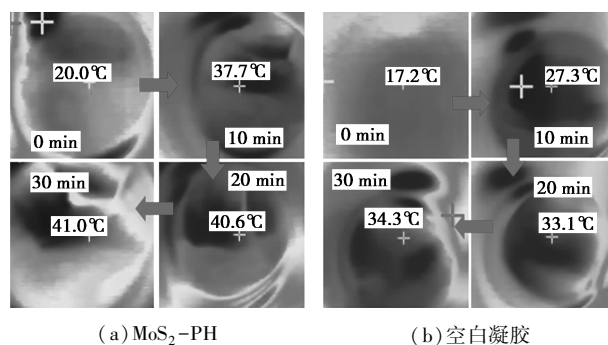 20.0℃
0 min
37.7℃
10 min
30 min
41.0℃
20 min
40.6℃
(a) MoS₂-PH
17.2℃
0 min
27.3℃
10 min
30 min
34.3℃
20 min
33.1℃
(b) 空白凝胶